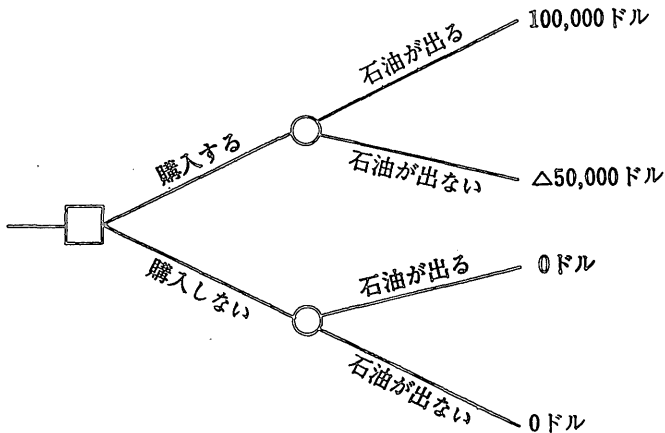 100,000ドル
石油が出る
購入する
石油が出ない
△50,000ドル
購入しない
石油が出る
0ドル
石油が出ない
0ドル